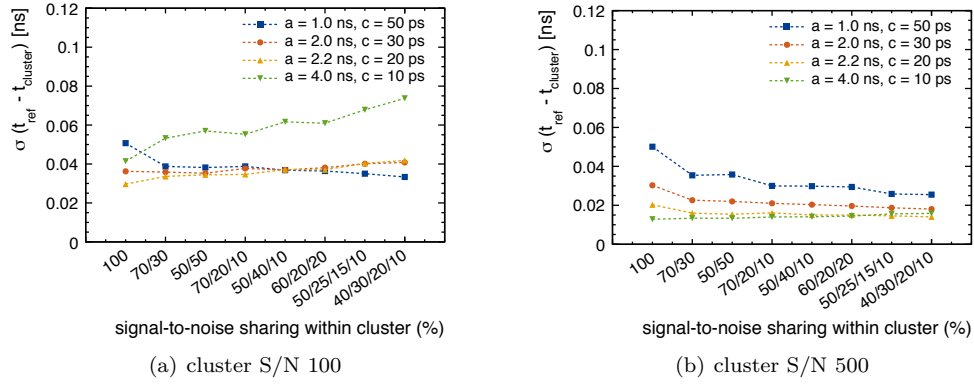 σ (t_ref - t_cluster) [ns]
0.12
0.1
0.08
0.06
0.04
0.02
0
a = 1.0 ns, c = 50 ps
a = 2.0 ns, c = 30 ps
a = 2.2 ns, c = 20 ps
a = 4.0 ns, c = 10 ps
100
70/30
50/50
70/20/10
50/40/10
60/20/20
50/25/15/10
40/30/20/10
signal-to-noise sharing within cluster (%)
(a) cluster S/N 100
σ (t_ref - t_cluster) [ns]
0.12
0.1
0.08
0.06
0.04
0.02
0
a = 1.0 ns, c = 50 ps
a = 2.0 ns, c = 30 ps
a = 2.2 ns, c = 20 ps
a = 4.0 ns, c = 10 ps
100
70/30
50/50
70/20/10
50/40/10
60/20/20
50/25/15/10
40/30/20/10
signal-to-noise sharing within cluster (%)
(b) cluster S/N 500